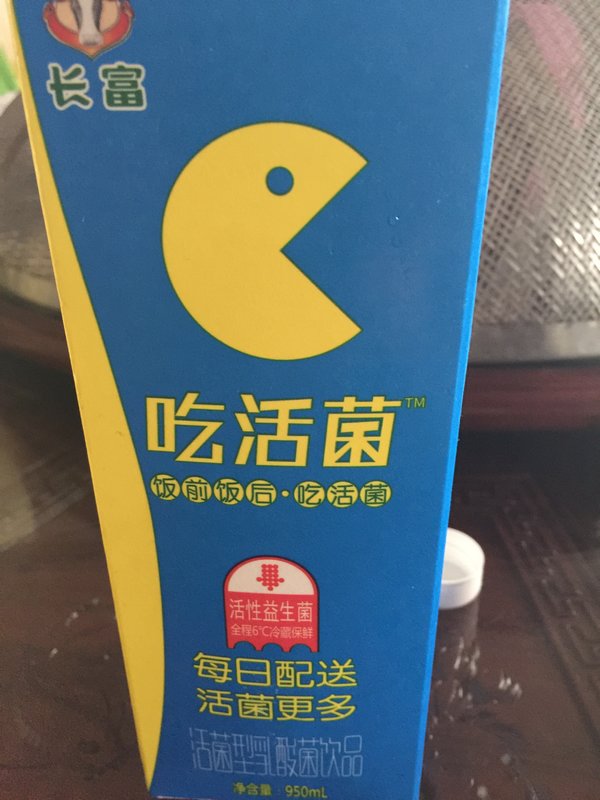 长富
吃活菌™
饭前饭后·吃活菌
活性益生菌
全程6℃冷藏保鲜
每日配送
活菌更多
活菌型乳酸菌饮品
净含量：950mL